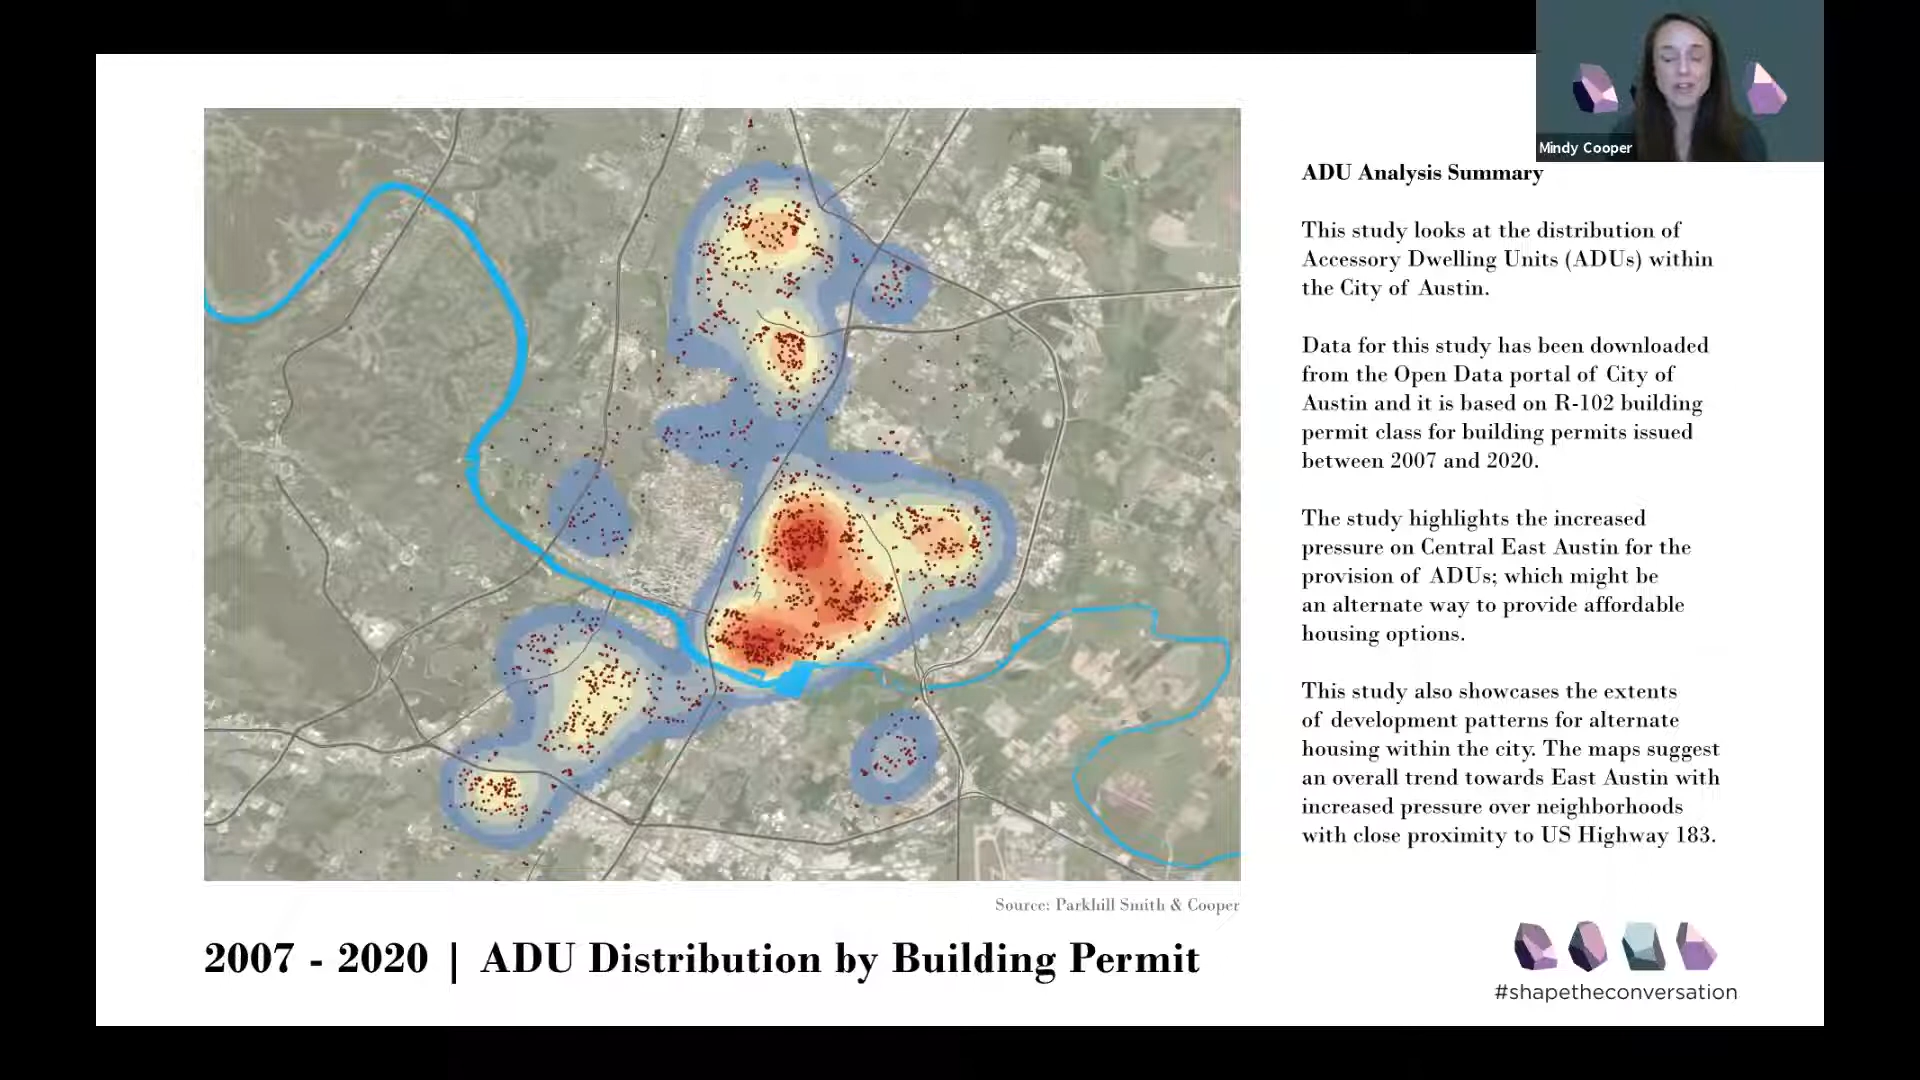 Mindy Cooper
ADU Analysis Summary
This study looks at the distribution of
Accessory Dwelling Units (ADUs) within
the City of Austin.
Data for this study has been downloaded
from the Open Data portal of City of
Austin and it is based on R-102 building
permit class for building permits issued
between 2007 and 2020.
The study highlights the increased
pressure on Central East Austin for the
provision of ADUs; which might be
an alternate way to provide affordable
housing options.
This study also showcases the extents
of development patterns for alternate
housing within the city. The maps suggest
an overall trend towards East Austin with
increased pressure over neighborhoods
with close proximity to US Highway 183.
Source: Parkhill Smith & Cooper
2007 - 2020 | ADU Distribution by Building Permit
#shapetheconversation